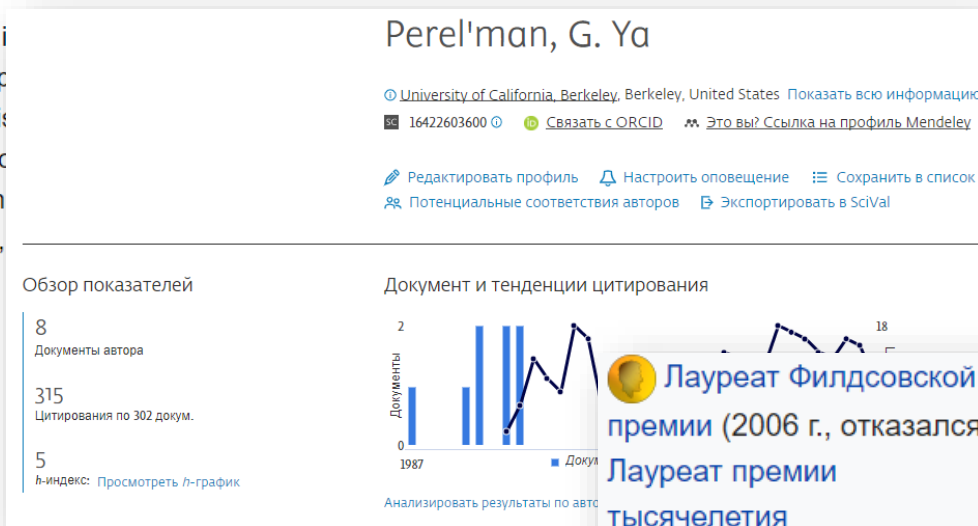 Perel'man, G. Ya
University of California, Berkeley, Berkeley, United States Показать всю информацию
SC 16422603600 iD Связать с ORCID Это вы? Ссылка на профиль Mendeley
Редактировать профиль Настроить оповещение Сохранить в список
Потенциальные соответствия авторов Экспортировать в SciVal
Обзор показателей
8
Документы автора
315
Цитирования по 302 докум.
5
h-индекс: Просмотреть h-график
Документ и тенденции цитирования
2
18
Документы
0
1987
Анализировать результаты по
Лауреат Филдсовской
премии (2006 г., отказался
Лауреат премии
тысячелетия